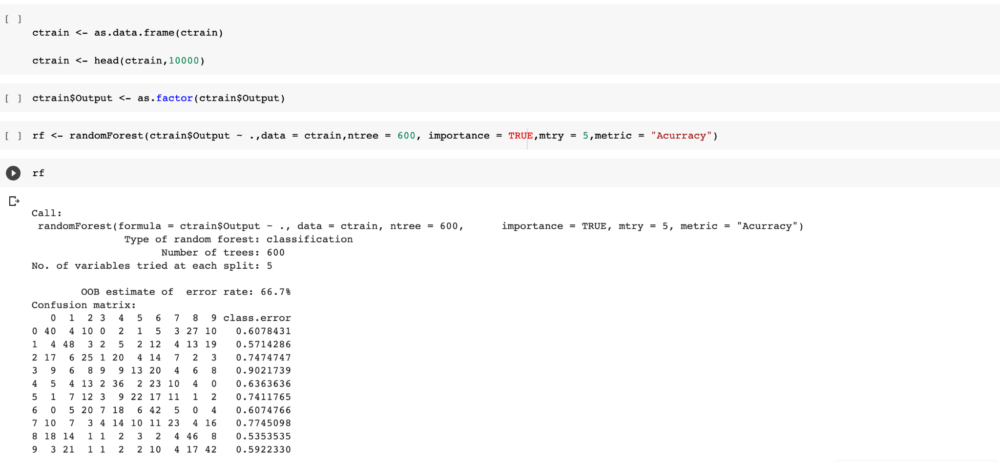 [ ]
ctrain <- as.data.frame(ctrain)
ctrain <- head(ctrain,10000)
[ ] ctrain$Output <- as.factor(ctrain$Output)
[ ] rf <- randomForest(ctrain$Output ~ .,data = ctrain,ntree = 600, importance = TRUE,mtry = 5,metric = "Acurracy")
rf
Call:
 randomForest(formula = ctrain$Output ~ ., data = ctrain, ntree = 600,      importance = TRUE, mtry = 5, metric = "Acurracy")
               Type of random forest: classification
                     Number of trees: 600
No. of variables tried at each split: 5
        OOB estimate of  error rate: 66.7%
Confusion matrix:
   0  1  2 3  4  5  6  7  8  9 class.error
0 40  4 10 0  2  1  5  3 27 10   0.6078431
1  4 48  3 2  5  2 12  4 13 19   0.5714286
2 17  6 25 1 20  4 14  7  2  3   0.7474747
3  9  6  8 9  9 13 20  4  6  8   0.9021739
4  5  4 13 2 36  2 23 10  4  0   0.6363636
5  1  7 12 3  9 22 17 11  1  2   0.7411765
6  0  5 20 7 18  6 42  5  0  4   0.6074766
7 10  7  3 4 14 10 11 23  4 16   0.7745098
8 18 14  1 1  2  3  2  4 46  8   0.5353535
9  3 21  1 1  2  2 10  4 17 42   0.5922330